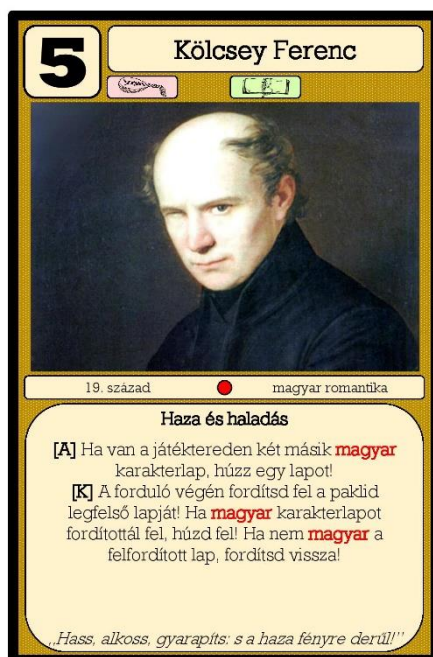 5
Kölcsey Ferenc
19. század
magyar romantika
Haza és haladás
[A] Ha van a játéktereden két másik magyar
karakterlap, húzz egy lapot!
[K] A forduló végén fordítsd fel a paklid
legfelső lapját! Ha magyar karakterlapot
fordítottál fel, húzd fel! Ha nem magyar a
felfordított lap, fordítsd vissza!
„Hass, alkoss, gyarapíts: s a haza fényre derűl!”